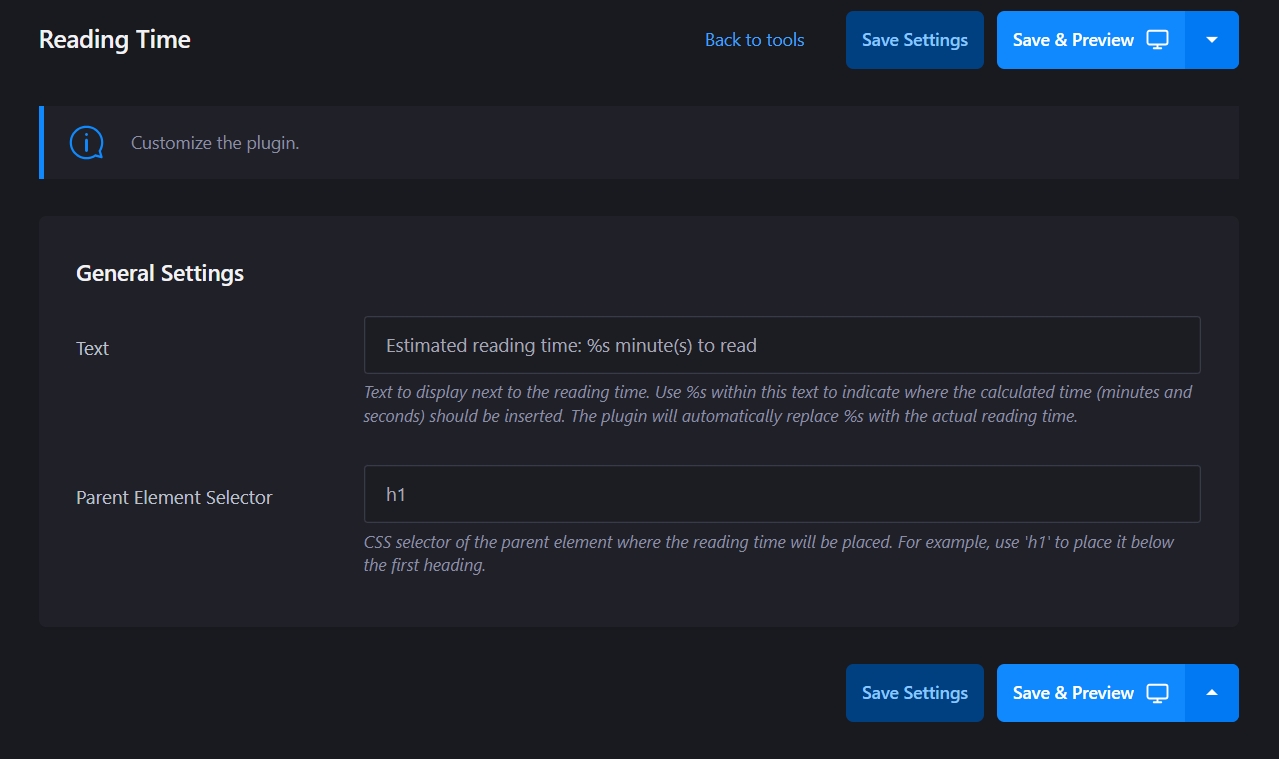 Reading Time
Back to tools
Save Settings
Save & Preview
Customize the plugin.
General Settings
Text
Estimated reading time: %s minute(s) to read
Text to display next to the reading time. Use %s within this text to indicate where the calculated time (minutes and
seconds) should be inserted. The plugin will automatically replace %s with the actual reading time.
Parent Element Selector
h1
CSS selector of the parent element where the reading time will be placed. For example, use 'h1' to place it below
the first heading.
Save Settings
Save & Preview